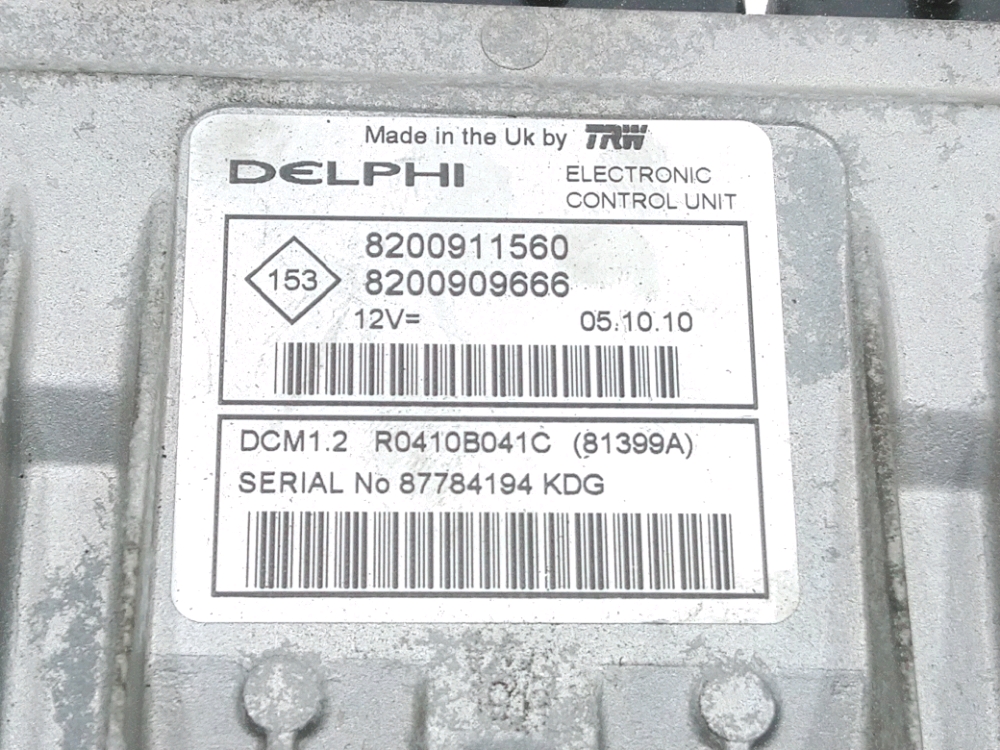 Made in the Uk by TRW
DELPHI ELECTRONIC
CONTROL UNIT
153
8200911560
8200909666
12V= 05.10.10
DCM1.2 R0410B041C (81399A)
SERIAL No 87784194 KDG